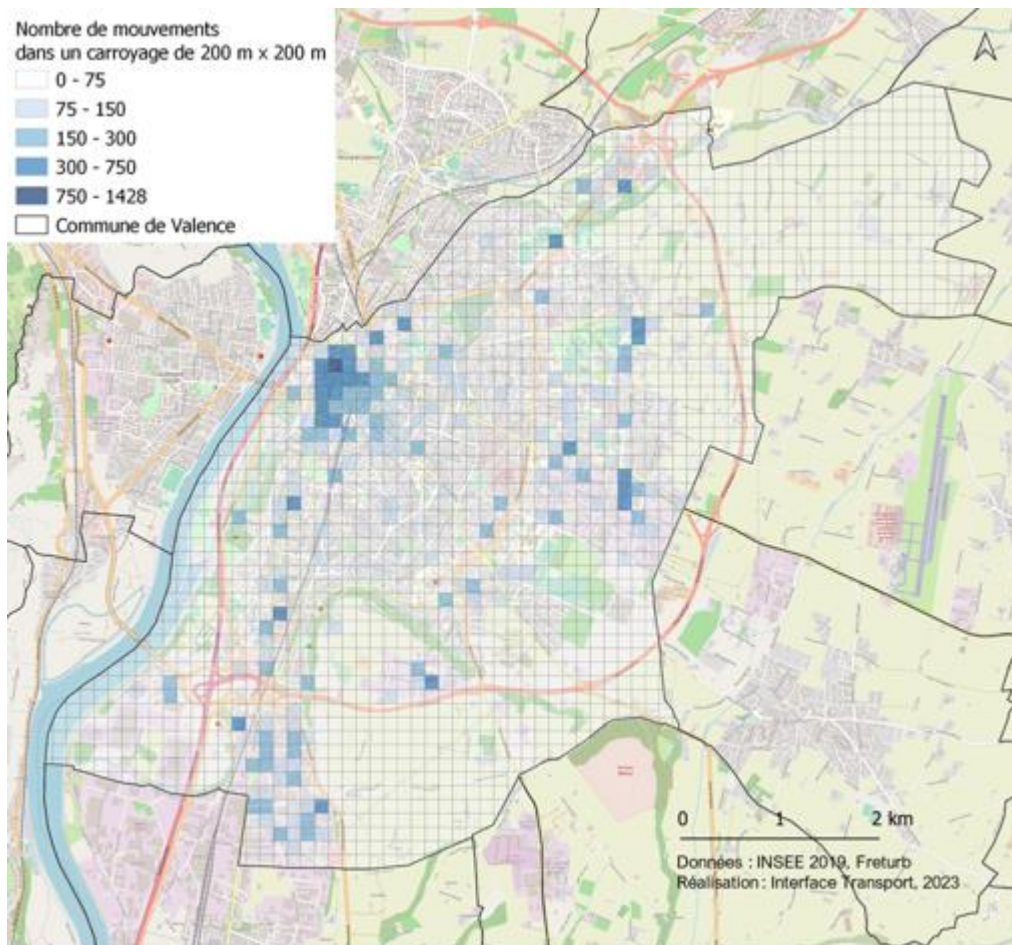 Nombre de mouvements
dans un carroyage de 200 m x 200 m
0 - 75
75 - 150
150 - 300
300 - 750
750 - 1428
Commune de Valence
0 1 2 km
Données : INSEE 2019, Freturb
Réalisation : Interface Transport, 2023